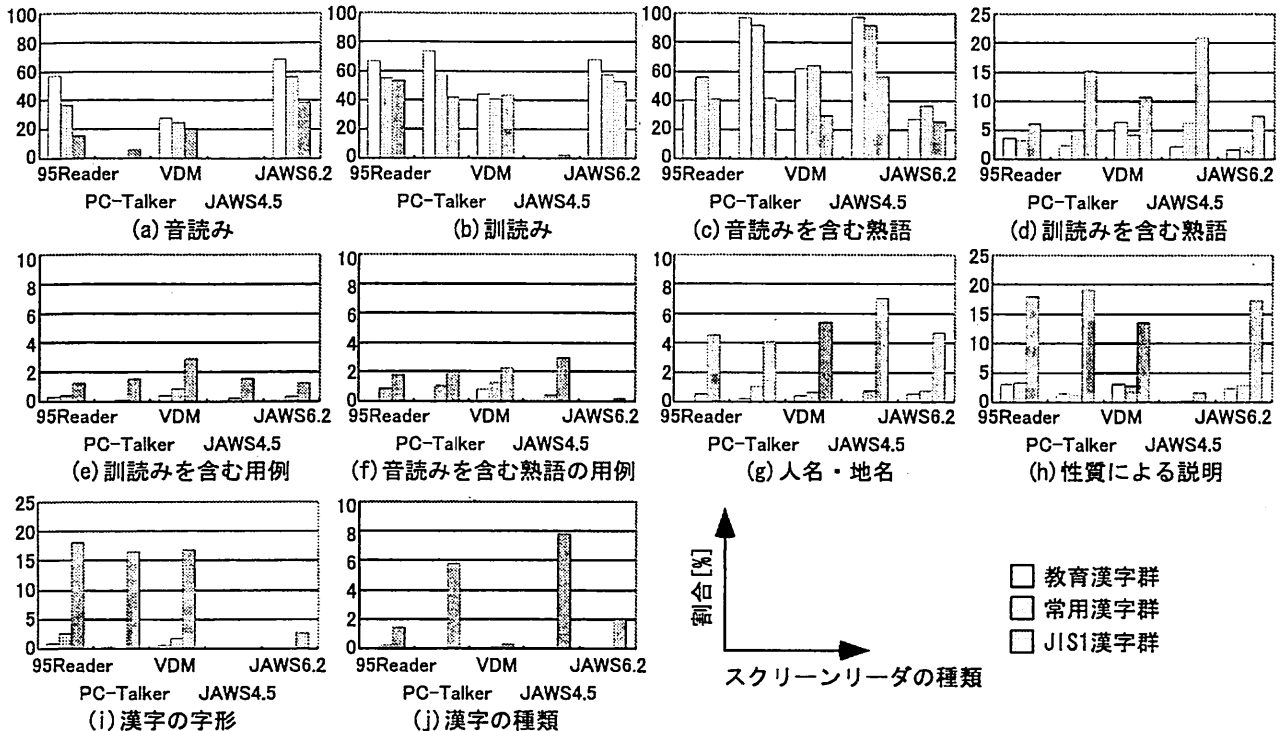 100
80
60
40
20
0
95Reader VDM JAWS6.2
PC-Talker JAWS4.5
(a)音読み
100
80
60
40
20
0
95Reader VDM JAWS6.2
PC-Talker JAWS4.5
(b)訓読み
100
80
60
40
20
0
95Reader VDM JAWS6.2
PC-Talker JAWS4.5
(c)音読みを含む熟語
25
20
15
10
5
0
95Reader VDM JAWS6.2
PC-Talker JAWS4.5
(d)訓読みを含む熟語
10
8
6
4
2
0
95Reader VDM JAWS6.2
PC-Talker JAWS4.5
(e)訓読みを含む用例
10
8
6
4
2
0
95Reader VDM JAWS6.2
PC-Talker JAWS4.5
(f)音読みを含む熟語の用例
10
8
6
4
2
0
95Reader VDM JAWS6.2
PC-Talker JAWS4.5
(g)人名・地名
25
20
15
10
5
0
95Reader VDM JAWS6.2
PC-Talker JAWS4.5
(h)性質による説明
25
20
15
10
5
0
95Reader VDM JAWS6.2
PC-Talker JAWS4.5
(i)漢字の字形
10
8
6
4
2
0
95Reader VDM JAWS6.2
PC-Talker JAWS4.5
(j)漢字の種類
割合[%]
スクリーンリーダの種類
教育漢字群
常用漢字群
JIS1漢字群